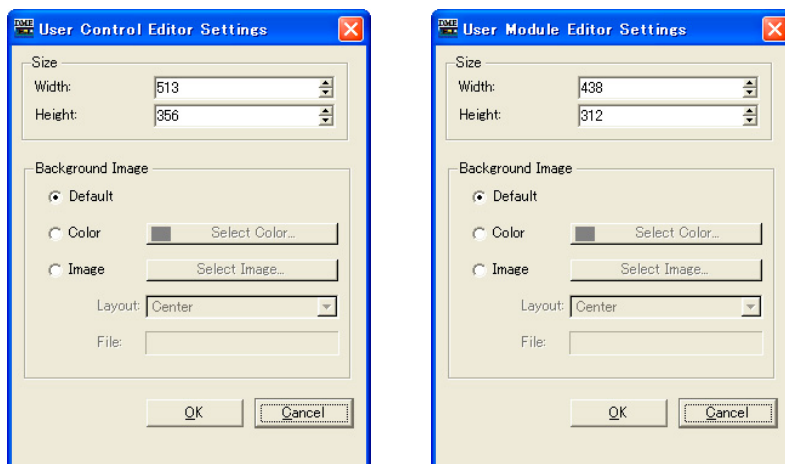 DME User Control Editor Settings
Size
Width: 513
Height: 356
Background Image
Default
Color Select Color...
Image Select Image...
Layout: Center
File:
OK Cancel
DME User Module Editor Settings
Size
Width: 438
Height: 312
Background Image
Default
Color Select Color...
Image Select Image...
Layout: Center
File:
OK Cancel